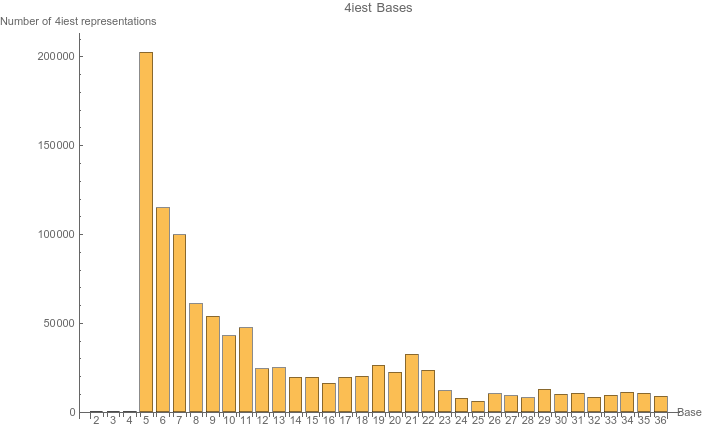 4iest Bases
Number of 4iest representations
200000
150000
100000
50000
0
2 3 4 5 6 7 8 9 10 11 12 13 14 15 16 17 18 19 20 21 22 23 24 25 26 27 28 29 30 31 32 33 34 35 36 Base